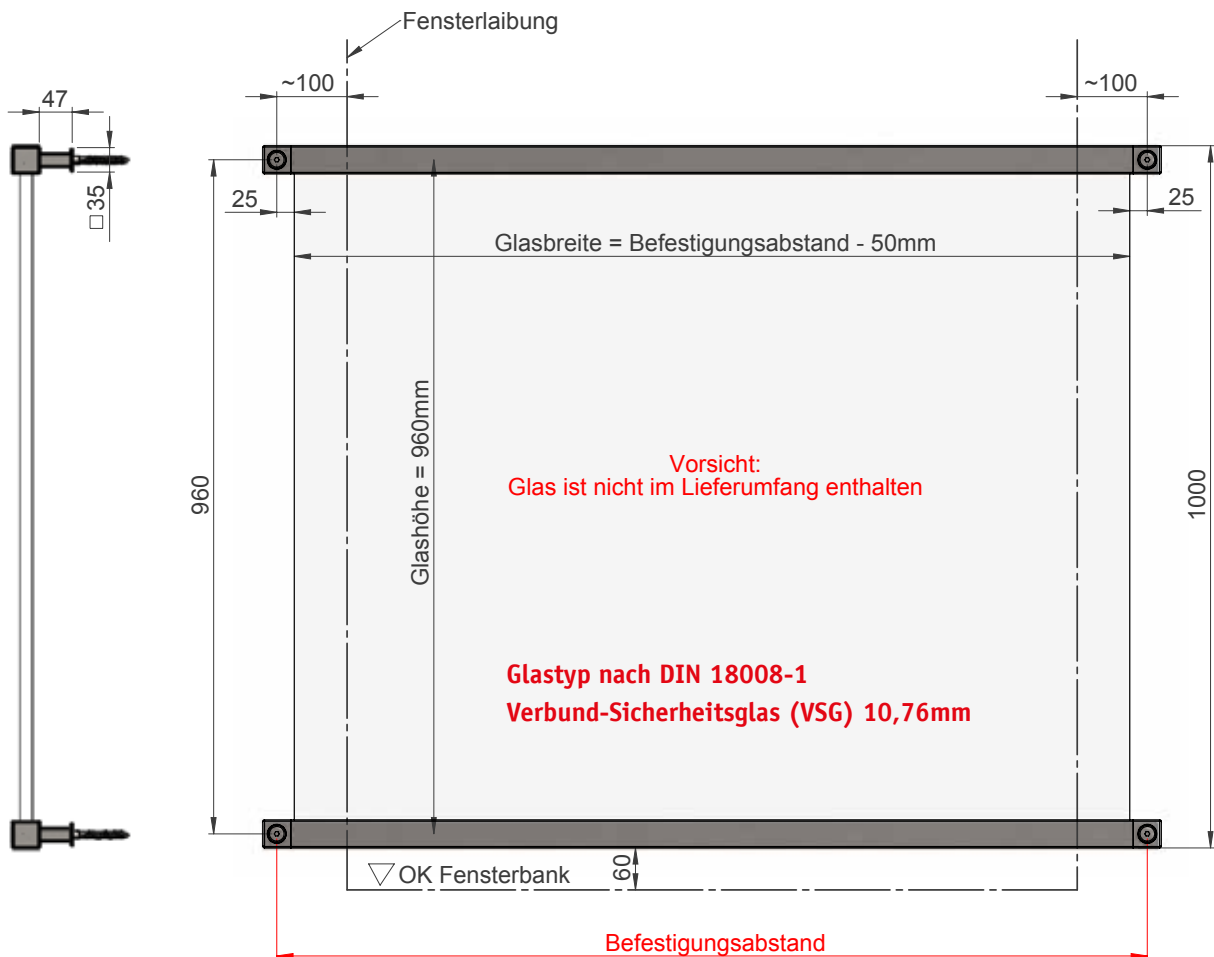 Fensterlaibung
~100
~100
47
□35
25
25
Glasbreite = Befestigungsabstand - 50mm
Glashöhe = 960mm
960
1000
Vorsicht:
Glas ist nicht im Lieferumfang enthalten
Glastyp nach DIN 18008-1
Verbund-Sicherheitsglas (VSG) 10,76mm
60
OK Fensterbank
Befestigungsabstand